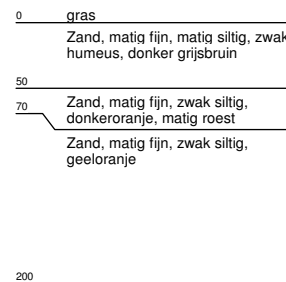 0 gras
Zand, matig fijn, matig siltig, zwak
humeus, donker grijsbruin
50
70 Zand, matig fijn, zwak siltig,
donkeroranje, matig roest
Zand, matig fijn, zwak siltig,
geeloranje
200